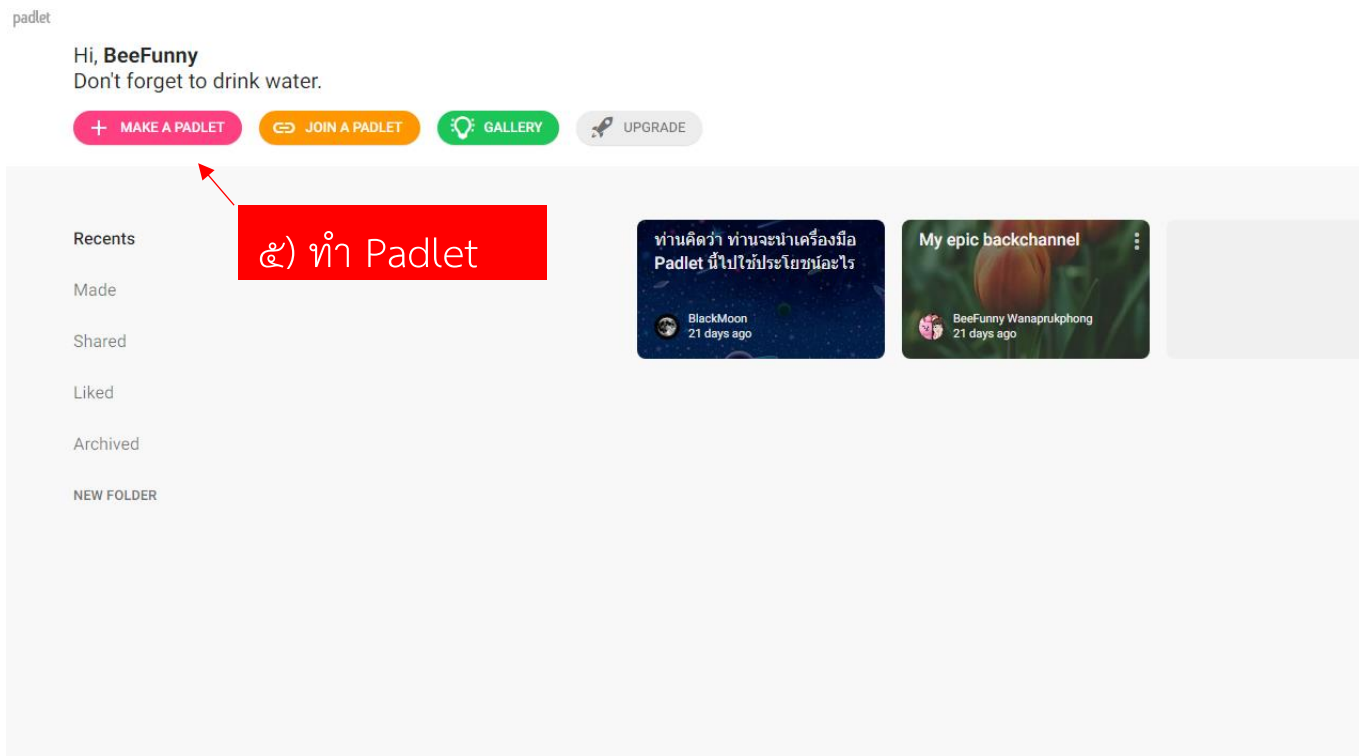 padlet
Hi, BeeFunny
Don't forget to drink water.
MAKE A PADLET
JOIN A PADLET
GALLERY
UPGRADE
Recents
Made
Shared
Liked
Archived
NEW FOLDER
๕) ทำ Padlet
ท่านคิดว่า ท่านจะนำเครื่องมือ
Padlet นี้ไปใช้ประโยชน์อะไร
BlackMoon
21 days ago
My epic backchannel
BeeFunny Wanaprukphong
21 days ago